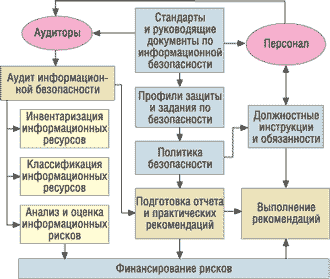 Аудиторы
Стандарты
и руководящие
документы по
информационной
безопасности
Персонал
Аудит информацион-
ной безопасности
Профили защиты
и задания по
безопасности
Инвентаризация
информационных
ресурсов
Должностные
инструкции
и обязанности
Политика
безопасности
Классификация
информационных
ресурсов
Подготовка отчета
и практических
рекомендаций
Выполнение
рекомендаций
Анализ и оценка
информационных
рисков
Финансирование рисков